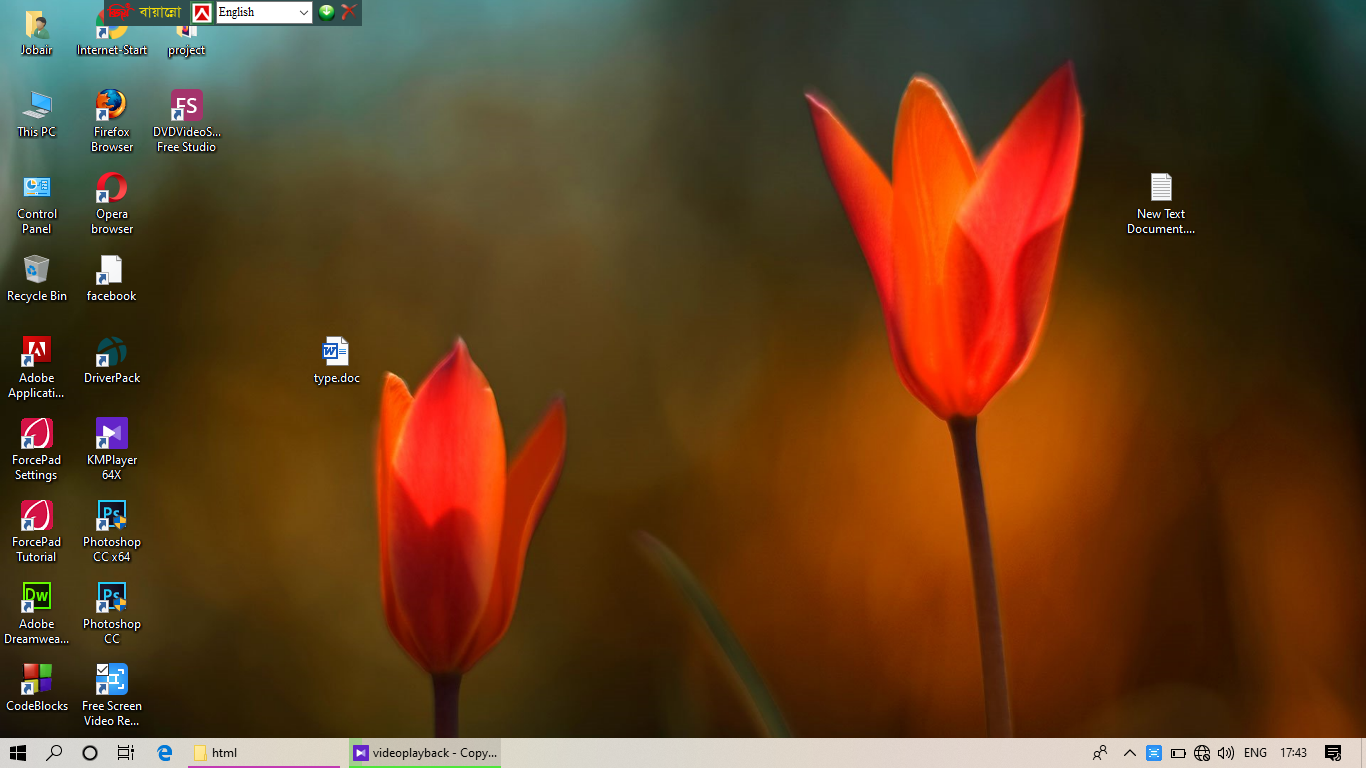 বায়ান্নো
English
Jobair
Internet-Start
project
This PC
Firefox
Browser
FS
DVDVideoS...
Free Studio
Control
Panel
Opera
browser
New Text
Document....
Recycle Bin
facebook
W
type.doc
Adobe
Applicati...
DriverPack
ForcePad
Settings
KMPlayer
64X
ForcePad
Tutorial
Ps
Photoshop
CC x64
Dw
Adobe
Dreamwea...
Ps
Photoshop
CC
CodeBlocks
Free Screen
Video Re...
html
videoplayback - Copy...
ENG
17:43